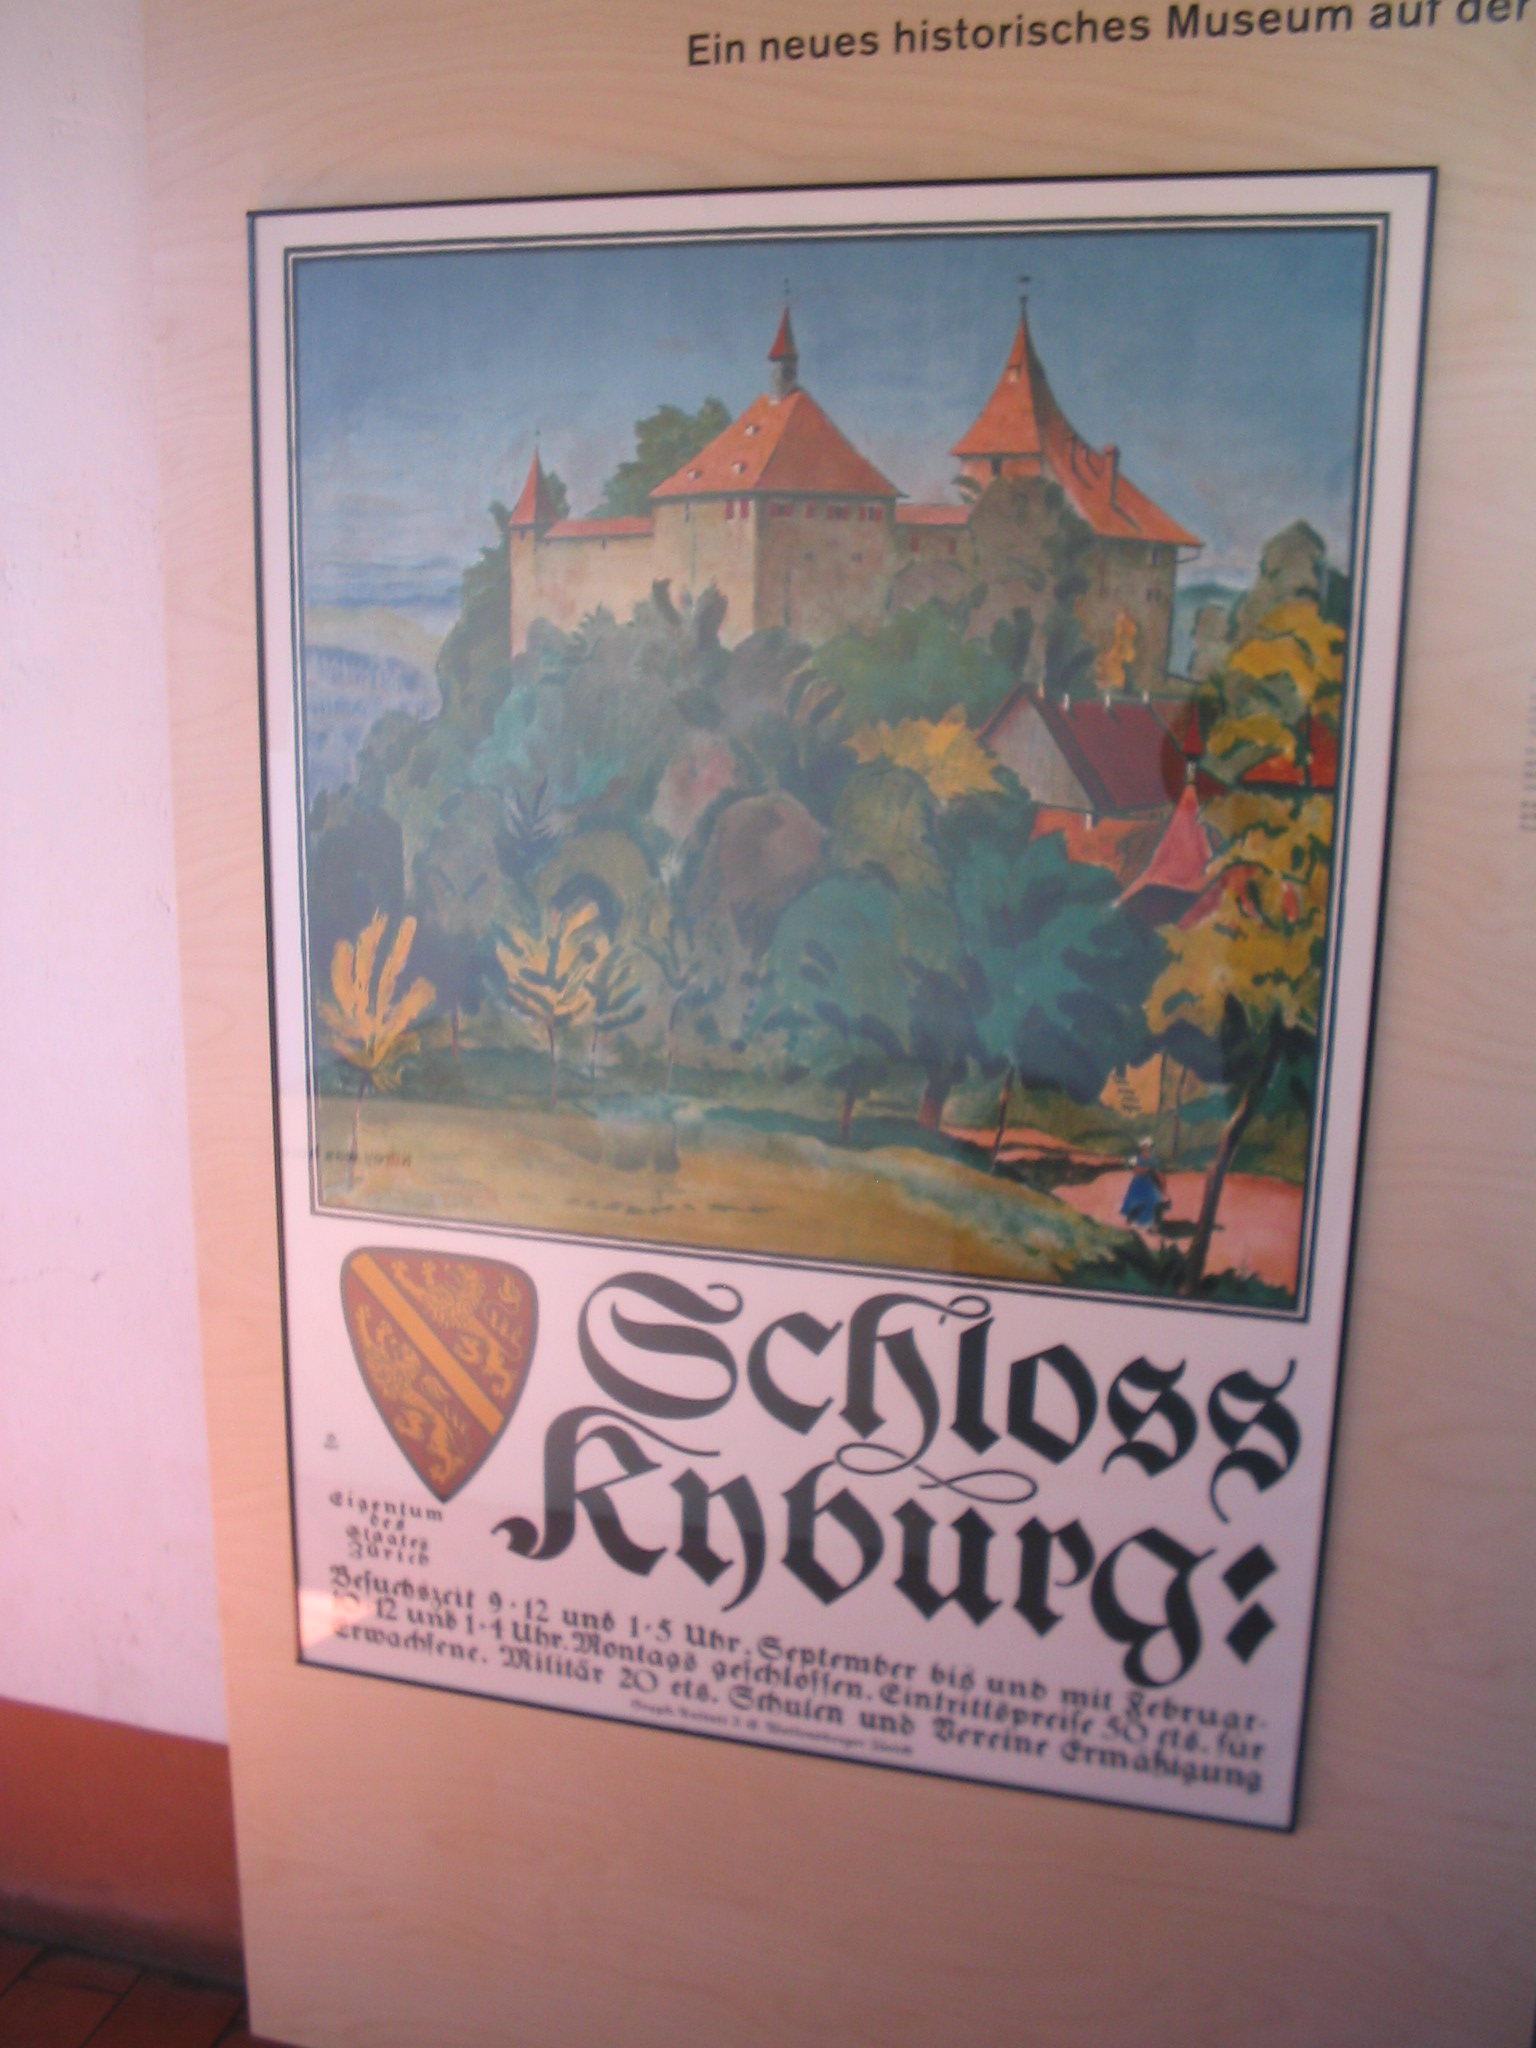 Ein neues historisches Museum auf der
Schloss
Kyburg:
Eigentum
des
Staates
Zürich
Besuchszeit 9-12 und 1-5 Uhr. September bis und mit Februar
10-12 und 1-4 Uhr. Montags geschlossen. Eintrittspreise 50 cts. für
Erwachsene. Militär 20 cts. Schulen und Vereine Ermäßigung